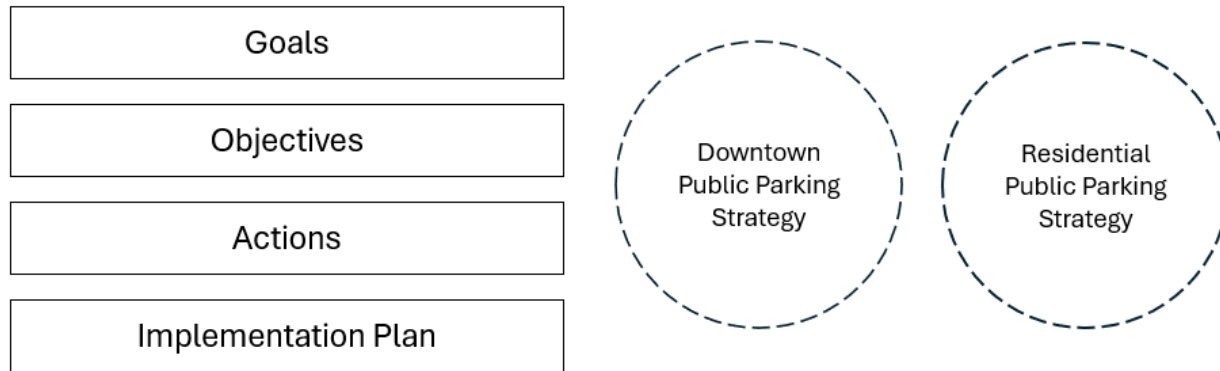 Goals
Objectives
Actions
Implementation Plan
Downtown
Public Parking
Strategy
Residential
Public Parking
Strategy